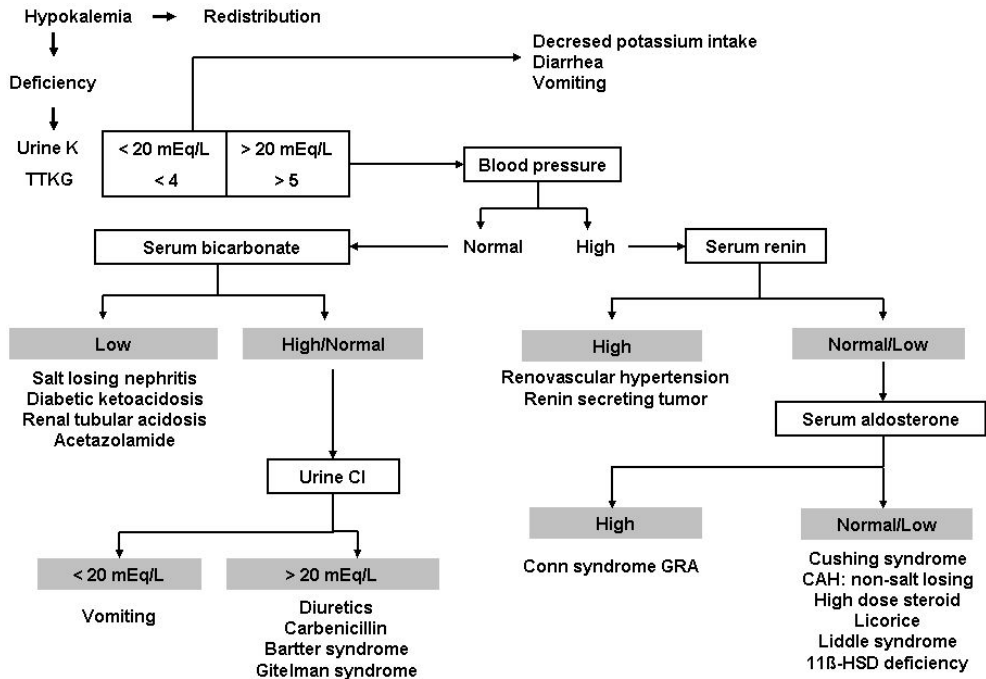 Hypokalemia
Redistribution
Decresed potassium intake
Diarrhea
Vomiting
Deficiency
Urine K
< 20 mEq/L
> 20 mEq/L
TTKG
< 4
> 5
Blood pressure
Normal
High
Serum bicarbonate
Serum renin
Low
High/Normal
High
Normal/Low
Salt losing nephritis
Diabetic ketoacidosis
Renal tubular acidosis
Acetazolamide
Renovascular hypertension
Renin secreting tumor
Serum aldosterone
Urine Cl
High
Normal/Low
Conn syndrome GRA
Cushing syndrome
CAH: non-salt losing
High dose steroid
Licorice
Liddle syndrome
11ß-HSD deficiency
< 20 mEq/L
> 20 mEq/L
Vomiting
Diuretics
Carbenicillin
Bartter syndrome
Gitelman syndrome